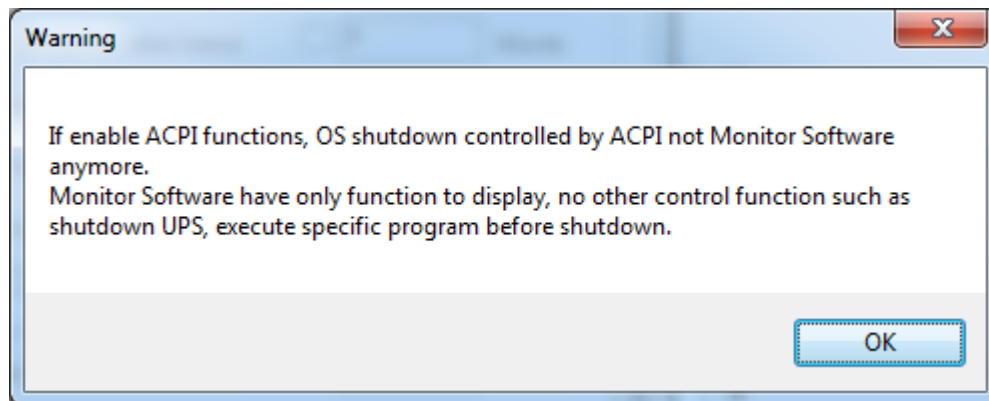 Warning
If enable ACPI functions, OS shutdown controlled by ACPI not Monitor Software
anymore.
Monitor Software have only function to display, no other control function such as
shutdown UPS, execute specific program before shutdown.
OK